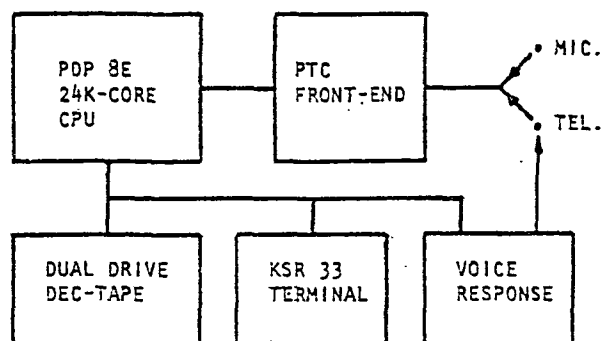 PDP 8E
24K-CORE
CPU
PTC
FRONT-END
MIC.
TEL.
DUAL DRIVE
DEC-TAPE
KSR 33
TERMINAL
VOICE
RESPONSE